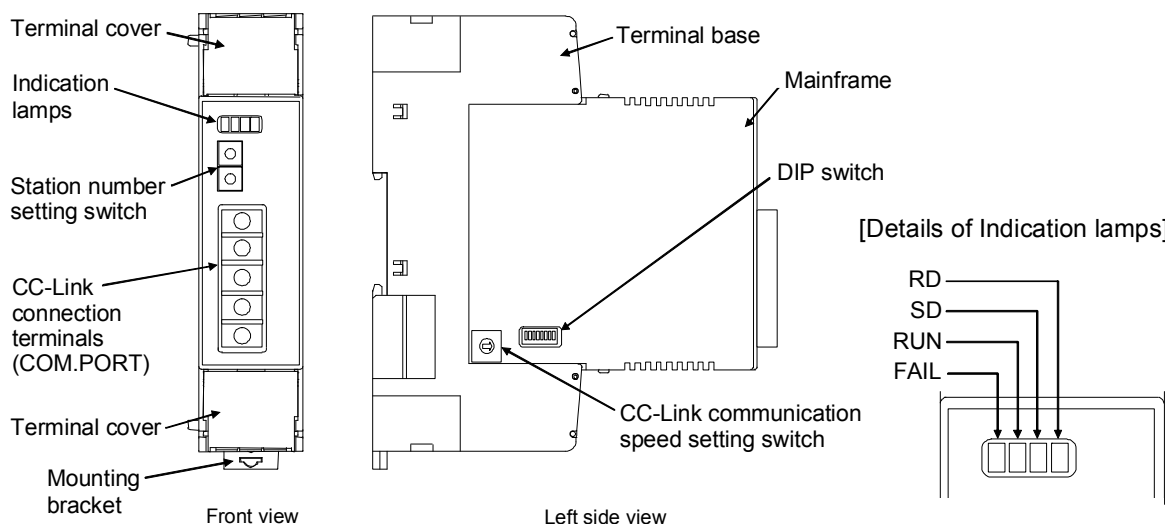 Terminal cover
Indication
lamps
Station number
setting switch
CC-Link
connection
terminals
(COM.PORT)
Terminal cover
Mounting
bracket
Front view
Terminal base
Mainframe
DIP switch
CC-Link communication
speed setting switch
Left side view
[Details of Indication lamps]
RD
SD
RUN
FAIL